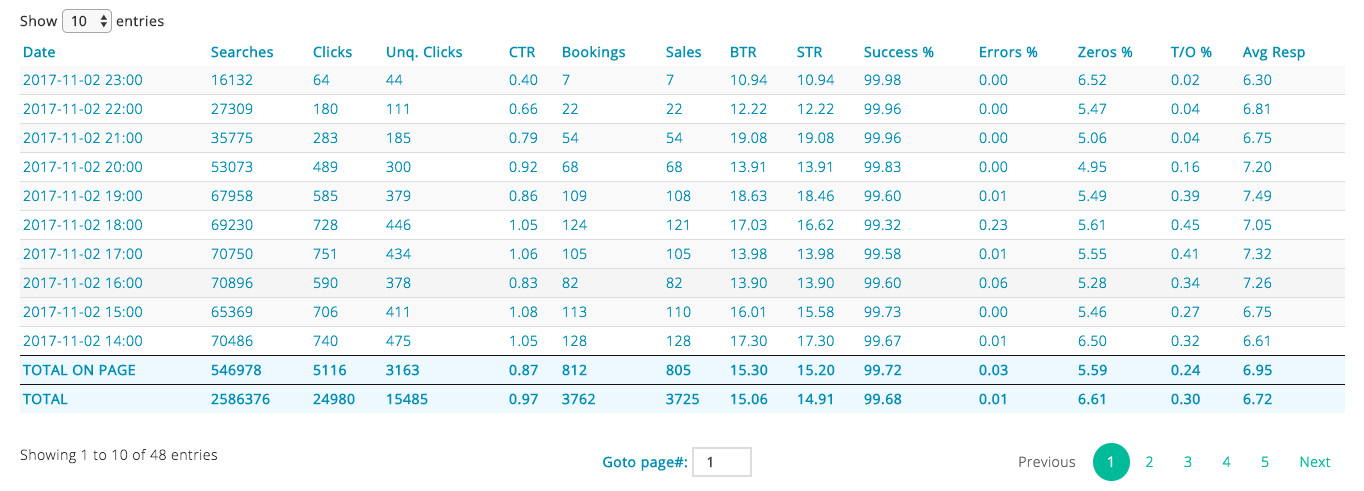 Show 10 entries
Date Searches Clicks Unq. Clicks CTR Bookings Sales BTR STR Success % Errors % Zeros % T/O % Avg Resp
2017-11-02 23:00 16132 64 44 0.40 7 7 10.94 10.94 99.98 0.00 6.52 0.02 6.30
2017-11-02 22:00 27309 180 111 0.66 22 22 12.22 12.22 99.96 0.00 5.47 0.04 6.81
2017-11-02 21:00 35775 283 185 0.79 54 54 19.08 19.08 99.96 0.00 5.06 0.04 6.75
2017-11-02 20:00 53073 489 300 0.92 68 68 13.91 13.91 99.83 0.00 4.95 0.16 7.20
2017-11-02 19:00 67958 585 379 0.86 109 108 18.63 18.46 99.60 0.01 5.49 0.39 7.49
2017-11-02 18:00 69230 728 446 1.05 124 121 17.03 16.62 99.32 0.23 5.61 0.45 7.05
2017-11-02 17:00 70750 751 434 1.06 105 105 13.98 13.98 99.58 0.01 5.55 0.41 7.32
2017-11-02 16:00 70896 590 378 0.83 82 82 13.90 13.90 99.60 0.06 5.28 0.34 7.26
2017-11-02 15:00 65369 706 411 1.08 113 110 16.01 15.58 99.73 0.00 5.46 0.27 6.75
2017-11-02 14:00 70486 740 475 1.05 128 128 17.30 17.30 99.67 0.01 6.50 0.32 6.61
TOTAL ON PAGE 546978 5116 3163 0.87 812 805 15.30 15.20 99.72 0.03 5.59 0.24 6.95
TOTAL 2586376 24980 15485 0.97 3762 3725 15.06 14.91 99.68 0.01 6.61 0.30 6.72
Showing 1 to 10 of 48 entries Goto page#: 1 Previous 1 2 3 4 5 Next